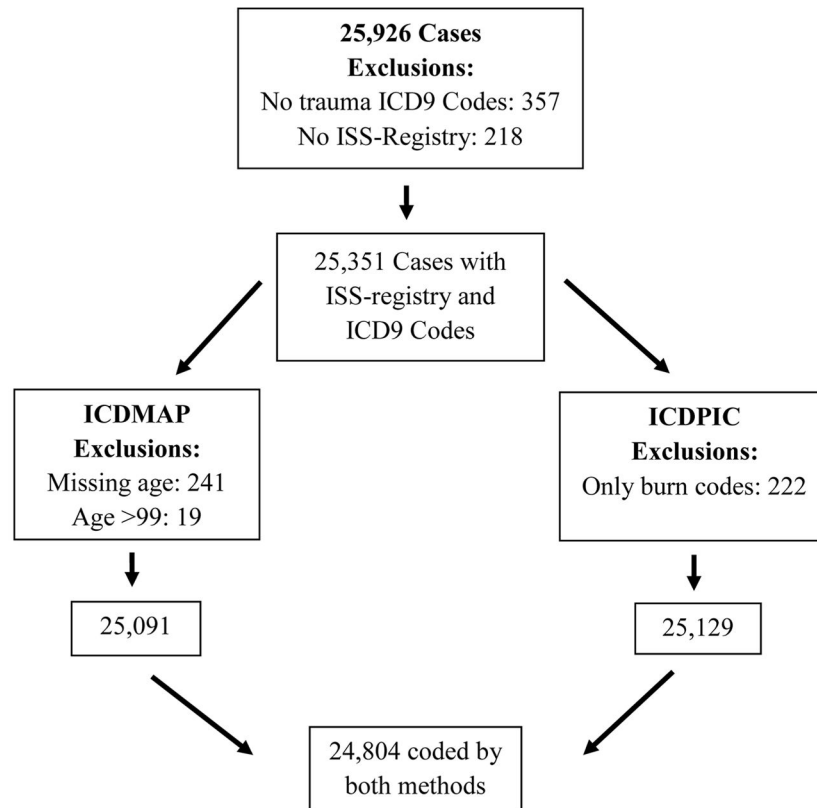 25,926 Cases
Exclusions:
No trauma ICD9 Codes: 357
No ISS-Registry: 218
25,351 Cases with
ISS-registry and
ICD9 Codes
ICDMAP
Exclusions:
Missing age: 241
Age >99: 19
ICDPIC
Exclusions:
Only burn codes: 222
25,091
25,129
24,804 coded by
both methods